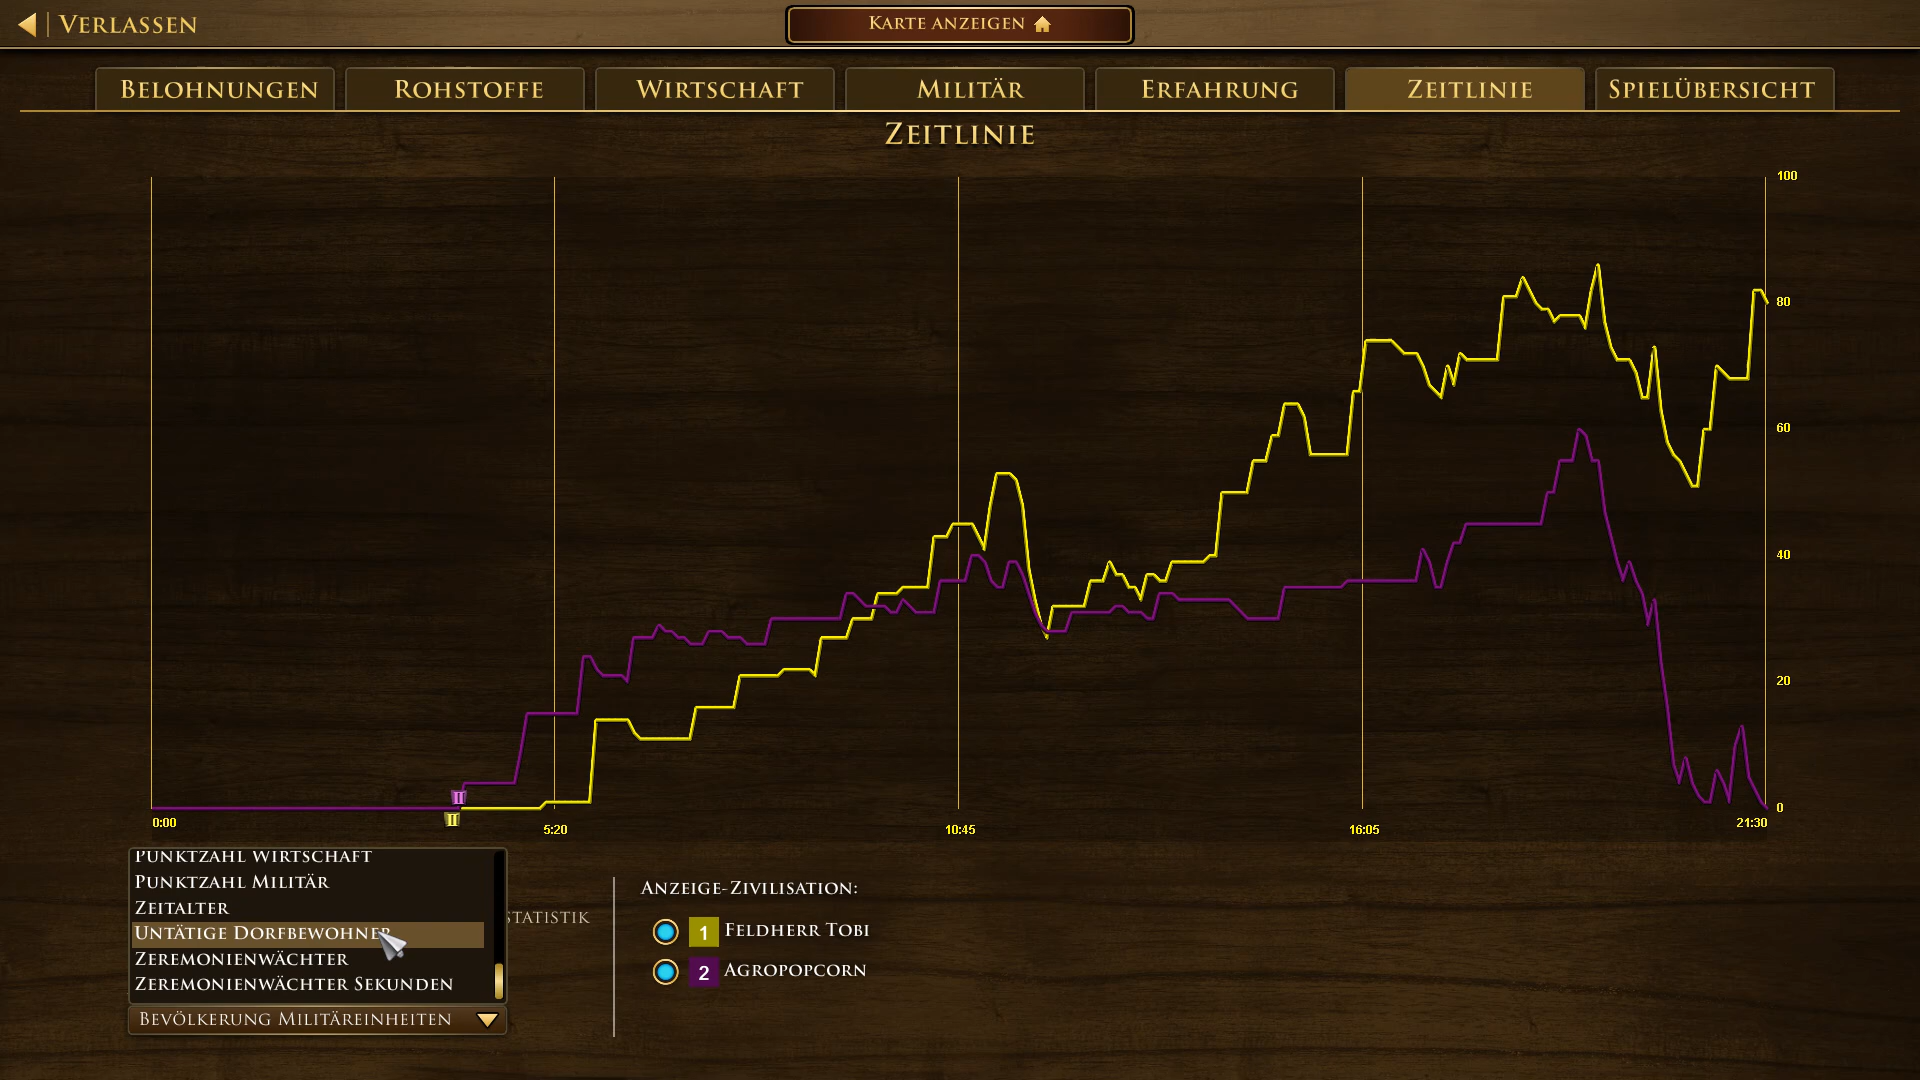 Verlassen
Karte anzeigen
Belohnungen
Rohstoffe
Wirtschaft
Militär
Erfahrung
Zeitlinie
Spielübersicht
Zeitlinie
100
80
60
40
20
0
II
II
0:00
5:20
10:45
16:05
21:30
Punktzahl Wirtschaft
Punktzahl Militär
Zeitalter
Untätige Dorfbewohner
Zeremonienwächter
Zeremonienwächter Sekunden
Bevölkerung Militäreinheiten
statistik
Anzeige-Zivilisation:
1 Feldherr Tobi
2 Agropopcorn